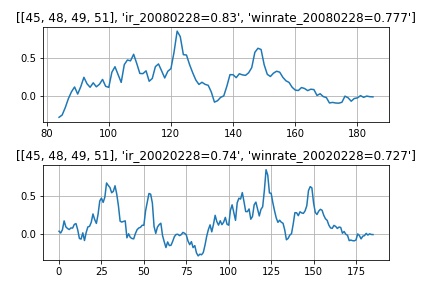 [[45, 48, 49, 51], 'ir_20080228=0.83', 'winrate_20080228=0.777']
0.5
0.0
80 100 120 140 160 180
[[45, 48, 49, 51], 'ir_20020228=0.74', 'winrate_20020228=0.727']
0.5
0.0
0 25 50 75 100 125 150 175